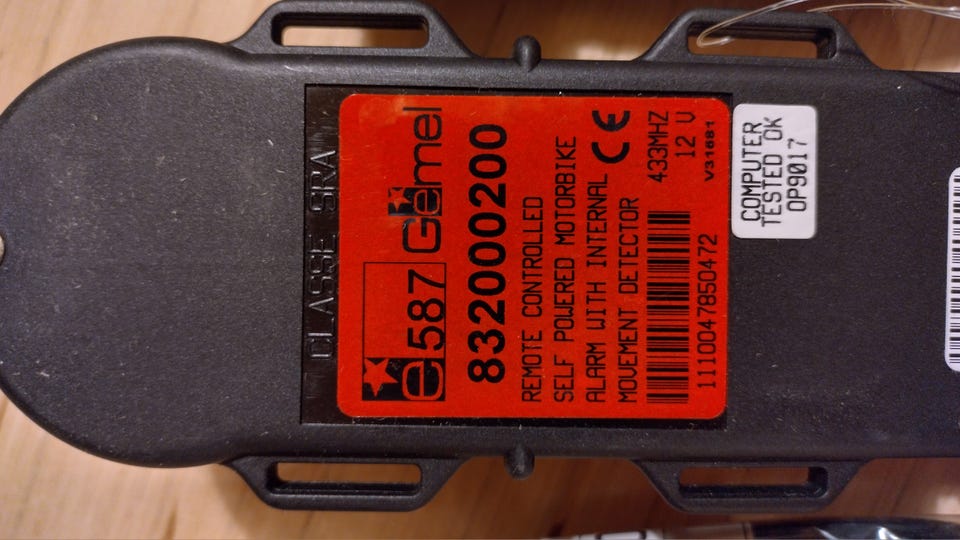 CLASSE SRA
e587 Gemel
832000200
REMOTE CONTROLLED
SELF POWERED MOTORBIKE
ALARM WITH INTERNAL CE
MOVEMENT DETECTOR 433MHZ
12 V
V31681
1110047850472
COMPUTER
TESTED OK
OP9017